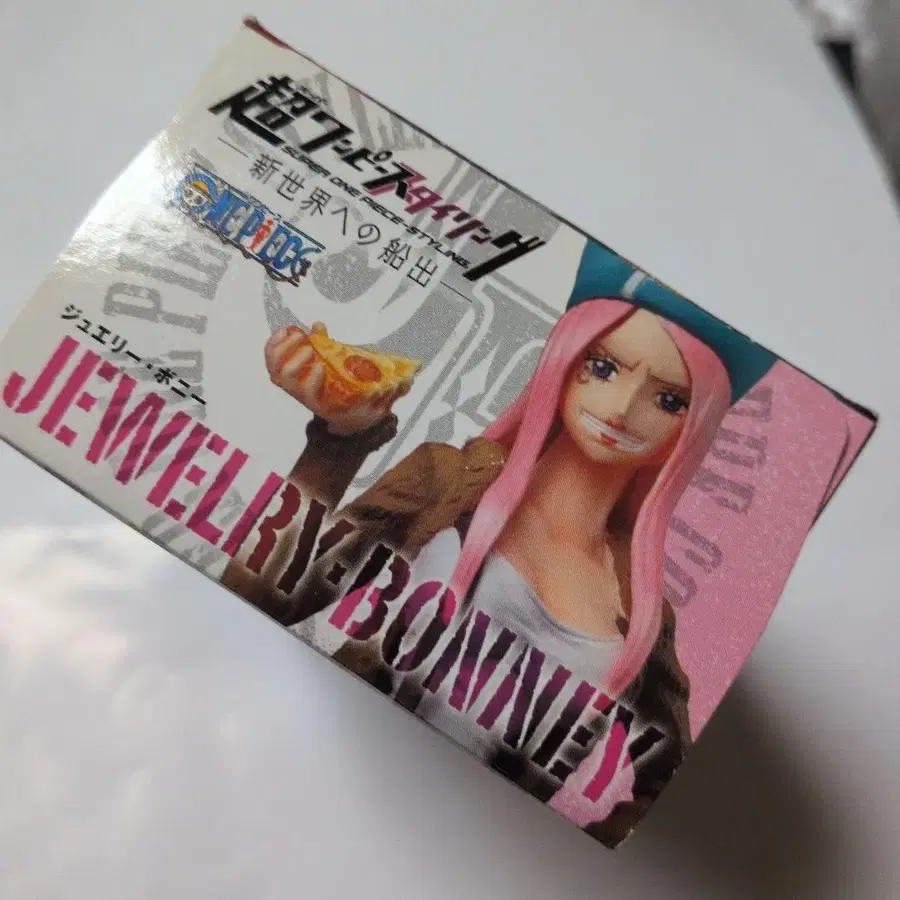 超ワンピースタイリング
SUPER ONE PIECE STYLING
― 新世界への船出 ―
ONE PIECE
ジュエリー・ボニー
JEWELRY・BONNEY